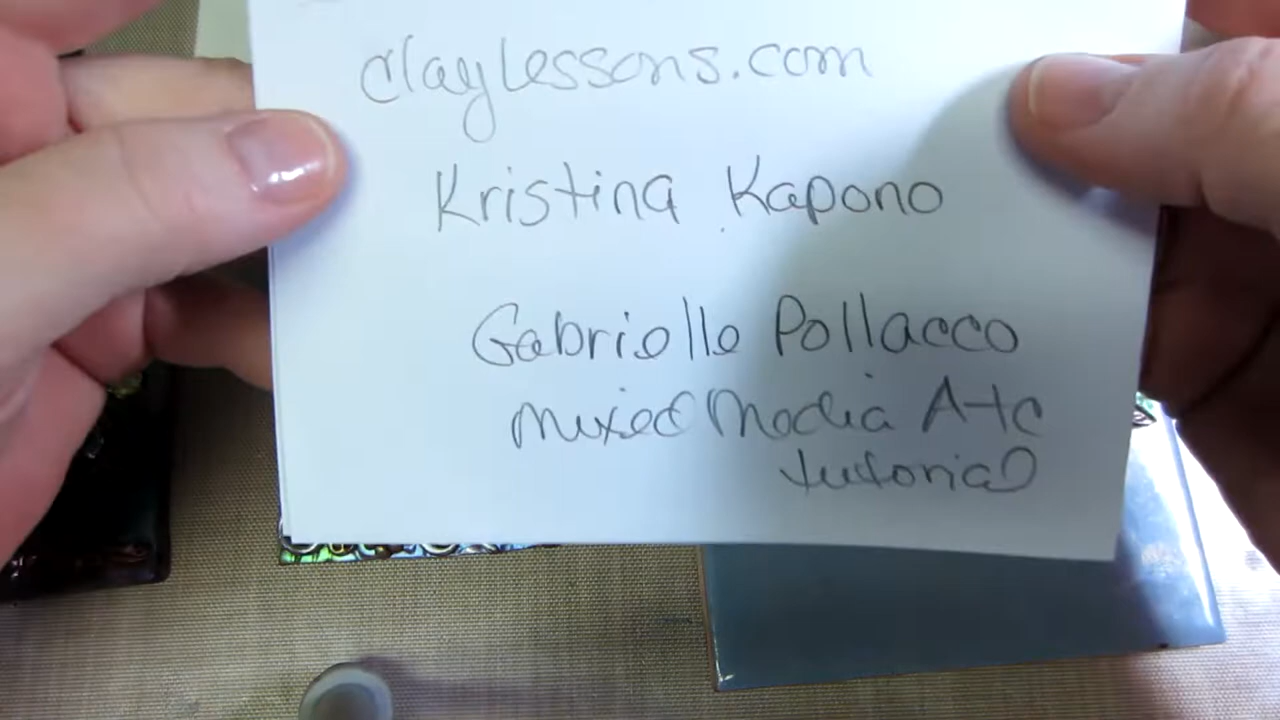 claylessons.com
Kristina Kapono
Gabrielle Pollacco
Mixed Media Atc
tutorial